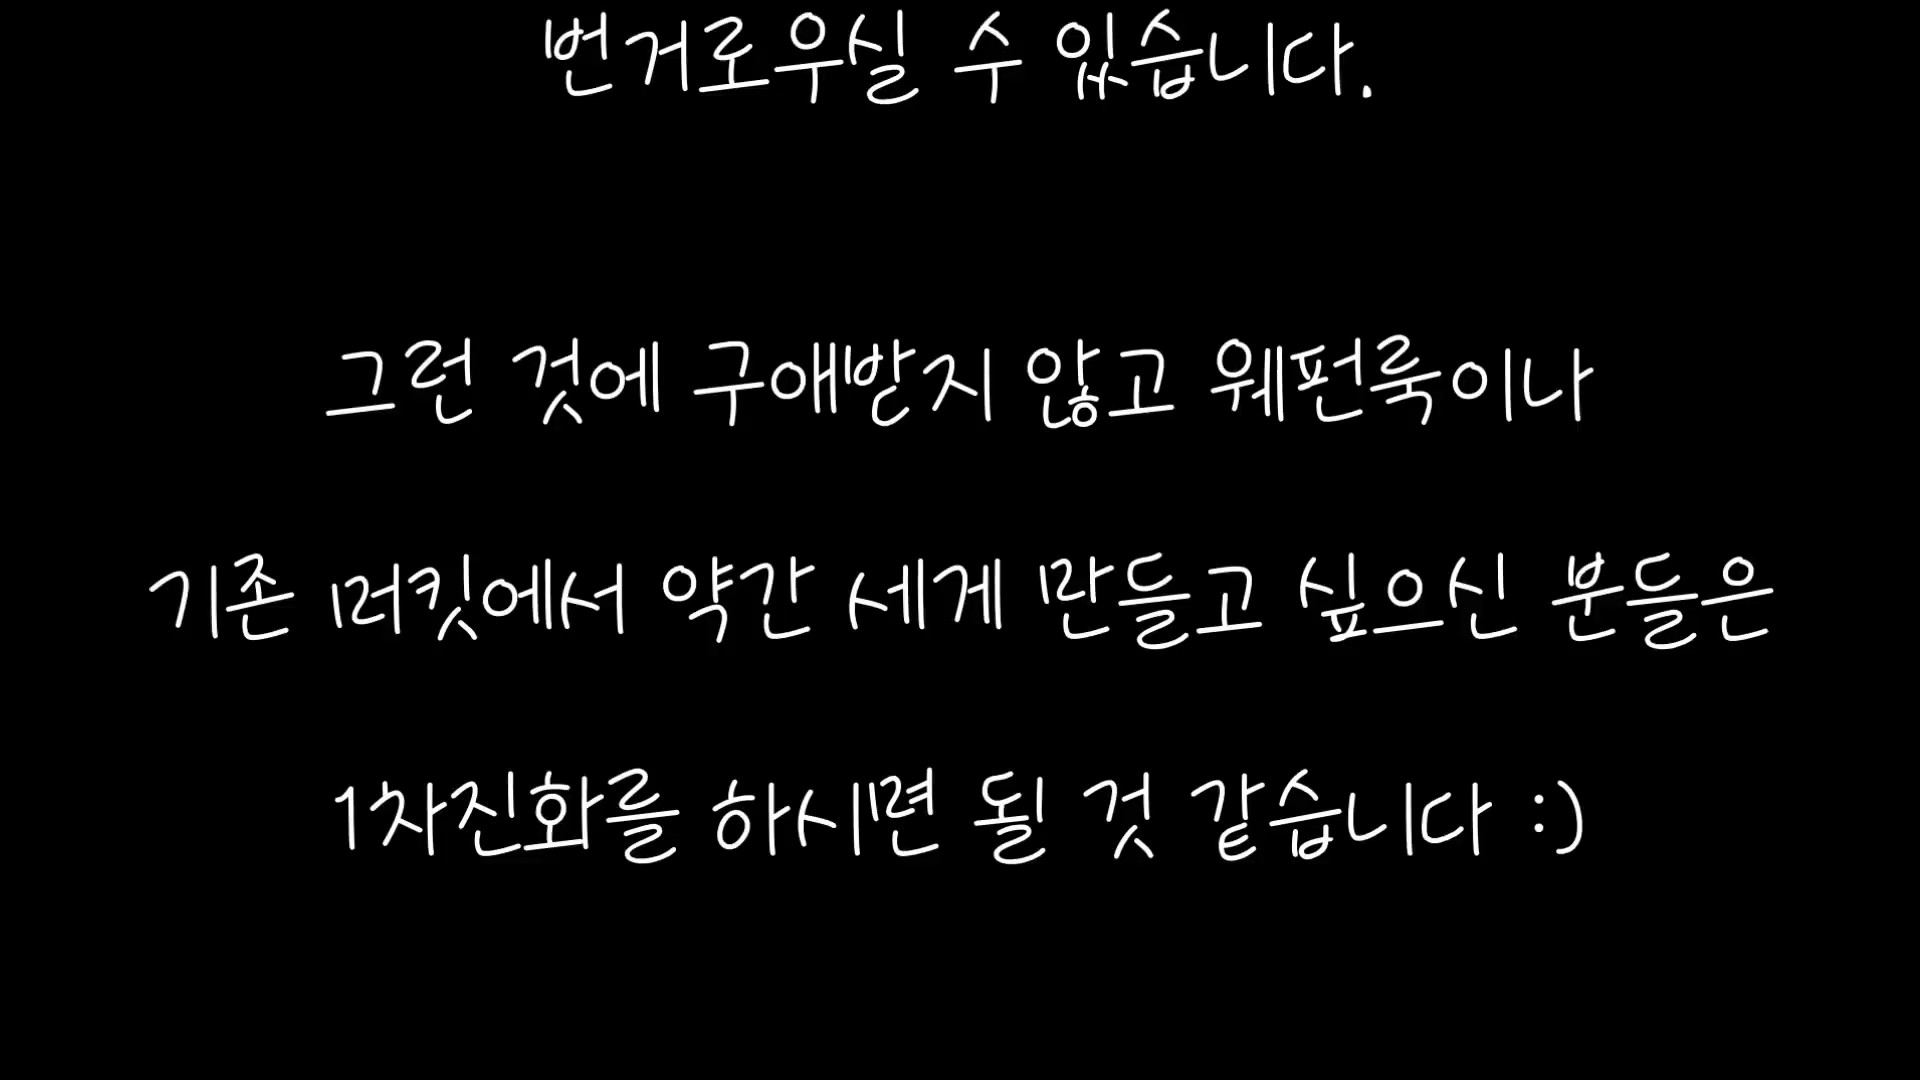 번거로우실 수 있습니다.
그런 것에 구애받지 않고 웨펀룩이나
기존 머킷에서 약간 세게 만들고 싶으신 분들은
1차진화를 하시면 될 것 같습니다 :)